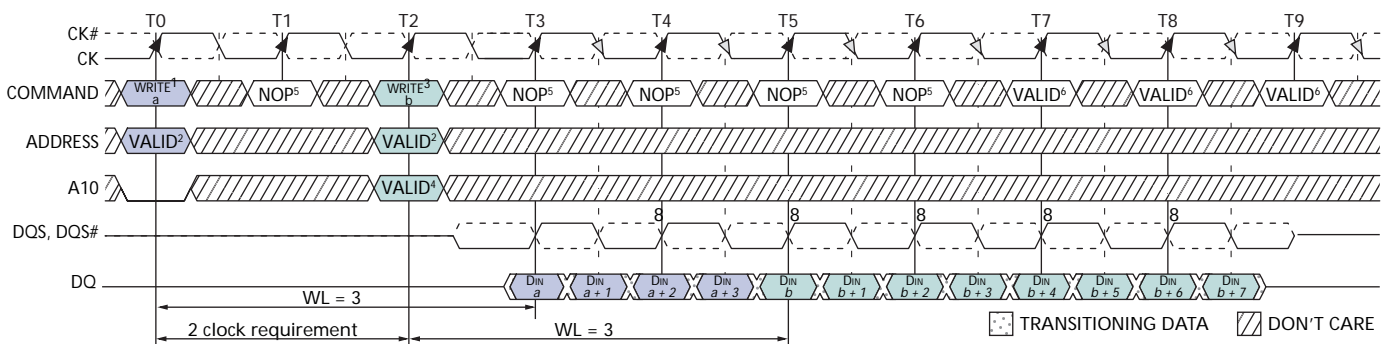 T0 T1 T2 T3 T4 T5 T6 T7 T8 T9
CK#
CK
COMMAND WRITE¹ a NOP⁵ WRITE³ b NOP⁵ NOP⁵ NOP⁵ NOP⁵ VALID⁶ VALID⁶ VALID⁶
ADDRESS VALID² VALID²
A10 VALID⁴
8 8 8 8 8
DQS, DQS#
DQ DIN a DIN a + 1 DIN a + 2 DIN a + 3 DIN b DIN b + 1 DIN b + 2 DIN b + 3 DIN b + 4 DIN b + 5 DIN b + 6 DIN b + 7
WL = 3
2 clock requirement WL = 3 TRANSITIONING DATA DON'T CARE